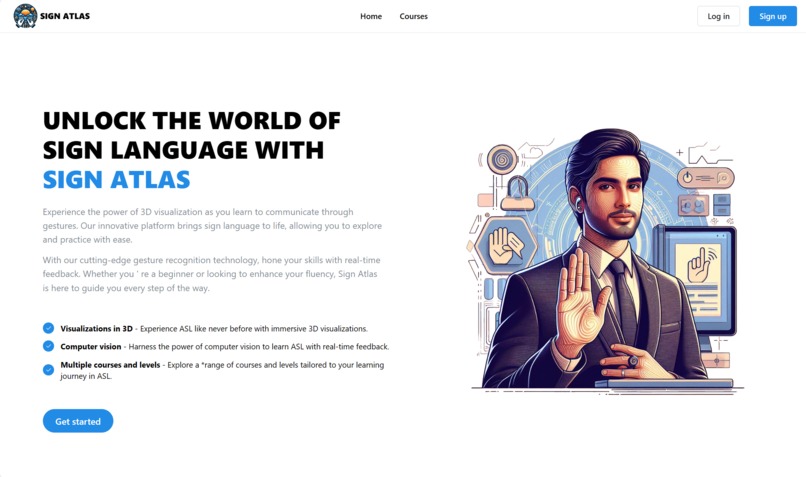 SIGN ATLAS
Home
Courses
Log in
Sign up
UNLOCK THE WORLD OF
SIGN LANGUAGE WITH
SIGN ATLAS
Experience the power of 3D visualization as you learn to communicate through
gestures. Our innovative platform brings sign language to life, allowing you to explore
and practice with ease.
With our cutting-edge gesture recognition technology, hone your skills with real-time
feedback. Whether you ' re a beginner or looking to enhance your fluency, Sign Atlas
is here to guide you every step of the way.
Visualizations in 3D - Experience ASL like never before with immersive 3D visualizations.
Computer vision - Harness the power of computer vision to learn ASL with real-time feedback.
Multiple courses and levels - Explore a *range of courses and levels tailored to your learning
journey in ASL.
Get started